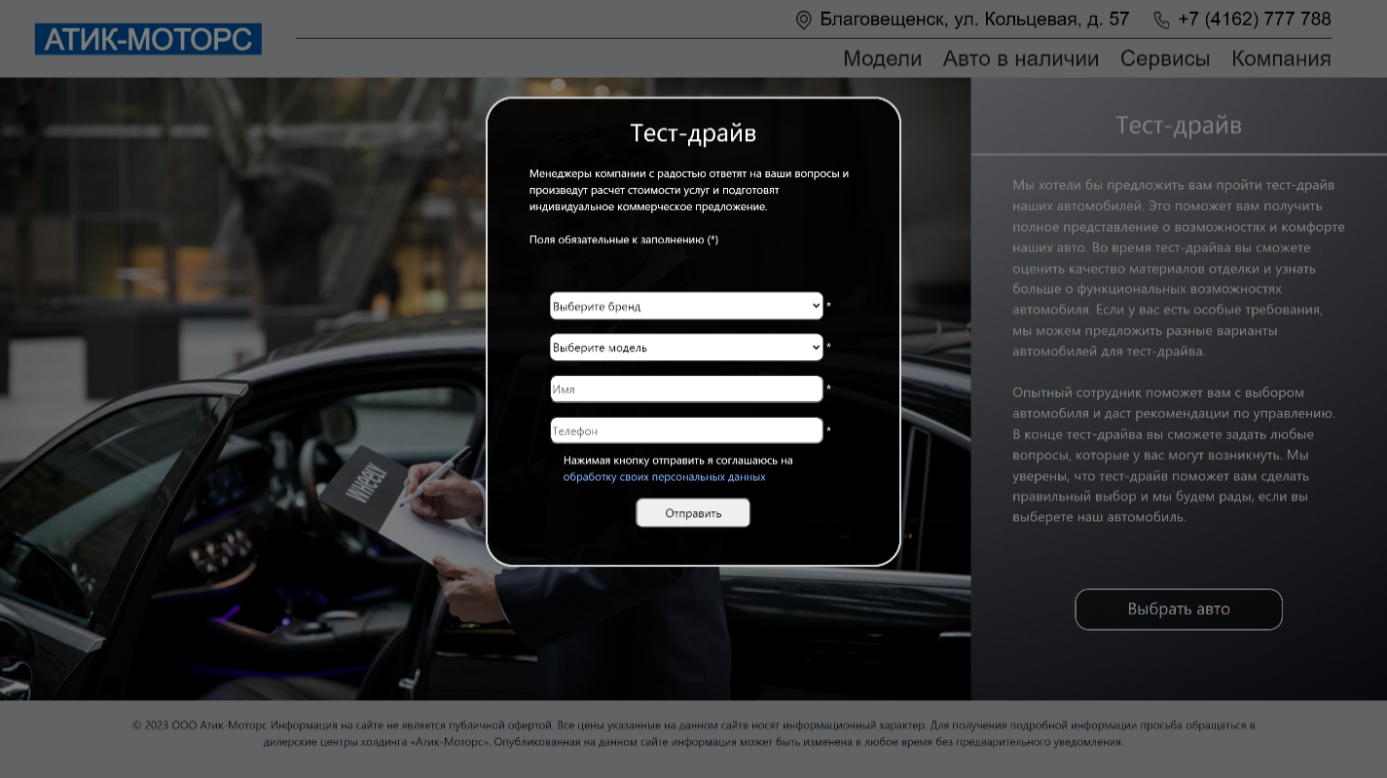 АТИК-МОТОРС
Благовещенск, ул. Кольцевая, д. 57
+7 (4162) 777 788
Модели
Авто в наличии
Сервисы
Компания
Тест-драйв
Менеджеры компании с радостью ответят на ваши вопросы и
произведут расчет стоимости услуг и подготовят
индивидуальное коммерческое предложение.
Поля обязательные к заполнению (*)
Выберите бренд *
Выберите модель *
Имя *
Телефон *
Нажимая кнопку отправить я соглашаюсь на
обработку своих персональных данных
Отправить
WHEELY
Тест-драйв
Мы хотели бы предложить вам пройти тест-драйв
наших автомобилей. Это поможет вам получить
полное представление о возможностях и комфорте
наших авто. Во время тест-драйва вы сможете
оценить качество материалов отделки и узнать
больше о функциональных возможностях
автомобиля. Если у вас есть особые требования,
мы можем предложить разные варианты
автомобилей для тест-драйва.
Опытный сотрудник поможет вам с выбором
автомобиля и даст рекомендации по управлению.
В конце тест-драйва вы сможете задать любые
вопросы, которые у вас могут возникнуть. Мы
уверены, что тест-драйв поможет вам сделать
правильный выбор и мы будем рады, если вы
выберете наш автомобиль.
Выбрать авто
© 2023 ООО Атик-Моторс Информация на сайте не является публичной офертой. Все цены указанные на данном сайте носят информационный характер. Для получения подробной информации просьба обращаться в
дилерские центры холдинга «Атик-Моторс». Опубликованная на данном сайте информация может быть изменена в любое время без предварительного уведомления.